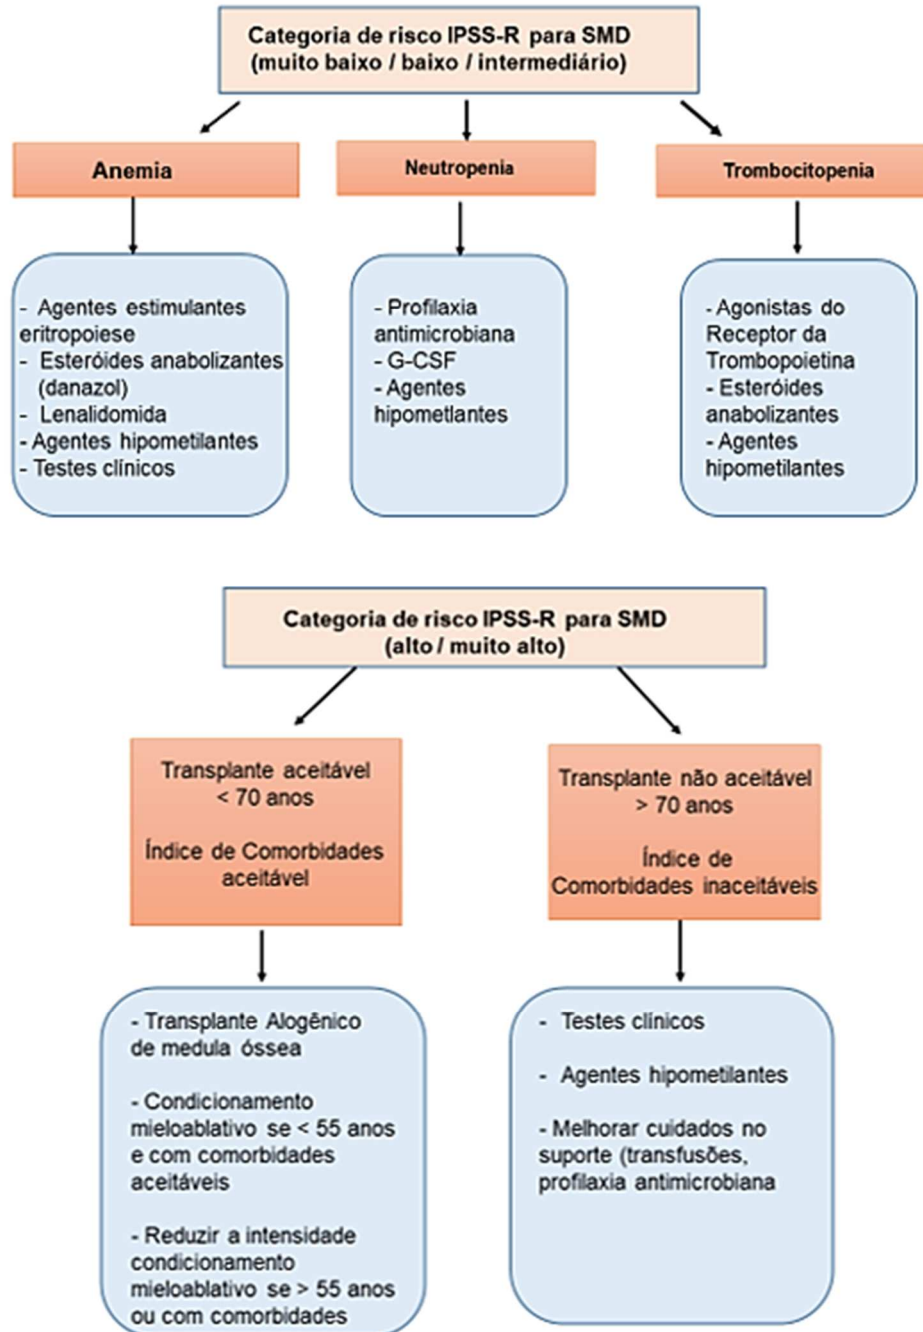 Categoria de risco IPSS-R para SMD
(muito baixo / baixo / intermediário)
Anemia
Neutropenia
Trombocitopenia
- Agentes estimulantes
eritropoiese
- Esteróides anabolizantes
(danazol)
- Lenalidomida
- Agentes hipometilantes
- Testes clínicos
- Profilaxia
antimicrobiana
- G-CSF
- Agentes
hipometlantes
- Agonistas do
Receptor da
Trombopoietina
- Esteróides
anabolizantes
- Agentes
hipometilantes
Categoria de risco IPSS-R para SMD
(alto / muito alto)
Transplante aceitável
< 70 anos
Índice de Comorbidades
aceitável
Transplante não aceitável
> 70 anos
Índice de
Comorbidades inaceitáveis
- Transplante Alogênico
de medula óssea
- Condicionamento
mieloablativo se < 55 anos
e com comorbidades
aceitáveis
- Reduzir a intensidade
condicionamento
mieloablativo se > 55 anos
ou com comorbidades
- Testes clínicos
- Agentes hipometilantes
- Melhorar cuidados no
suporte (transfusões,
profilaxia antimicrobiana